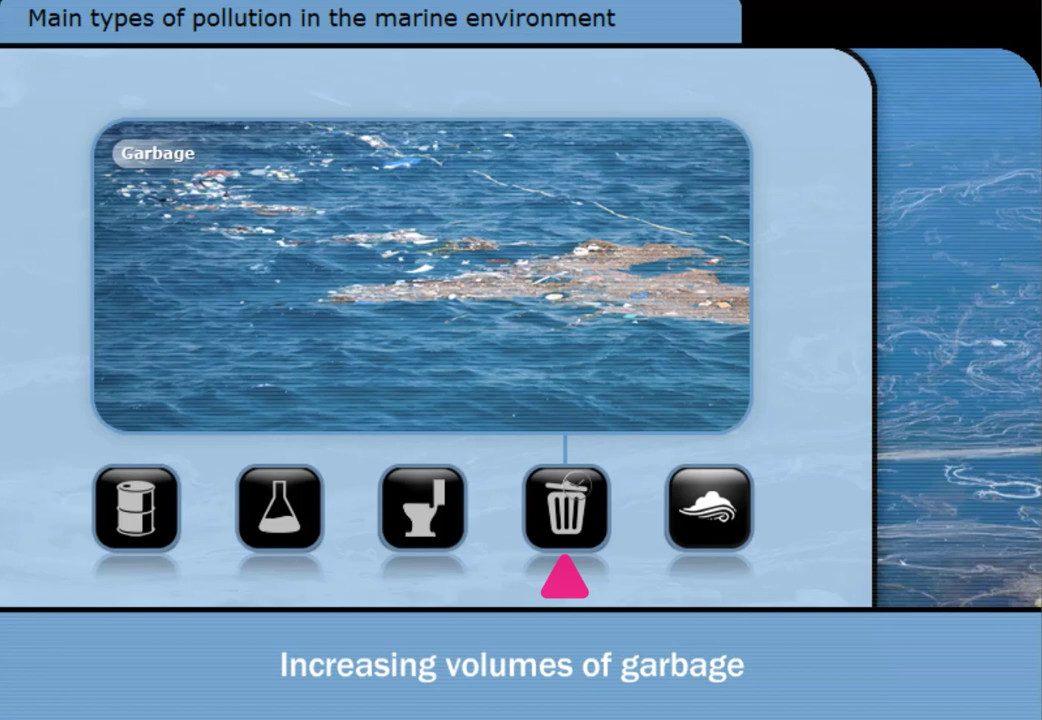 Main types of pollution in the marine environment
Garbage
Increasing volumes of garbage